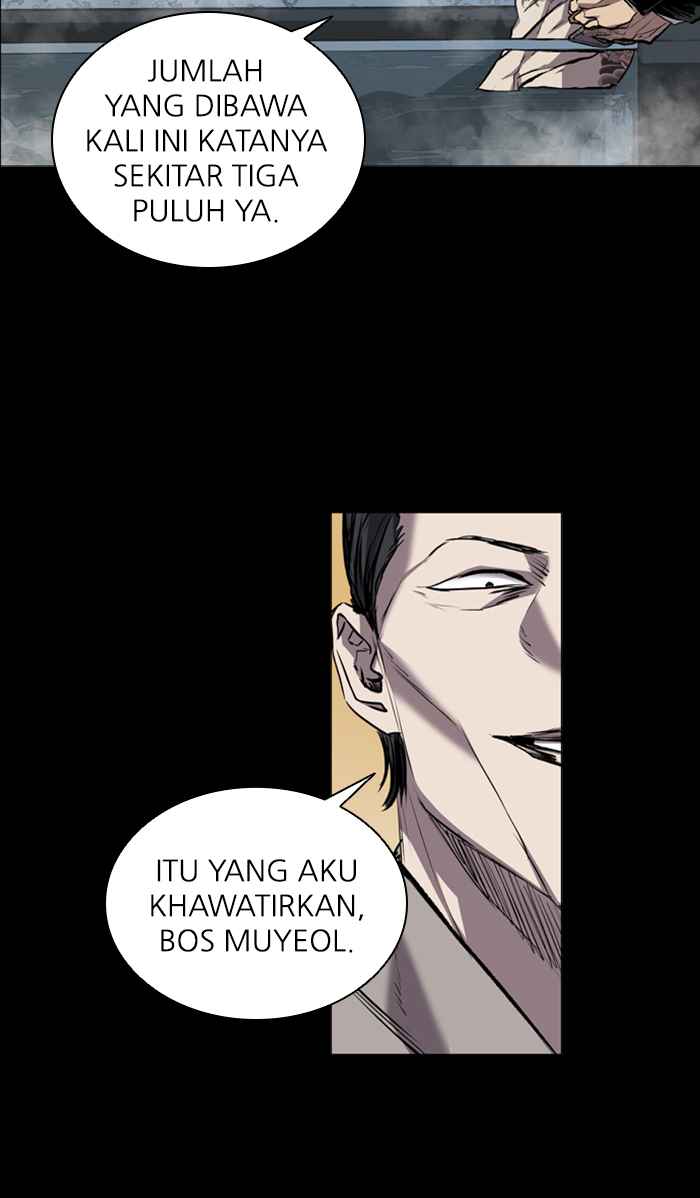 JUMLAH
YANG DIBAWA
KALI INI KATANYA
SEKITAR TIGA
PULUH YA.
ITU YANG AKU
KHAWATIRKAN,
BOS MUYEOL.